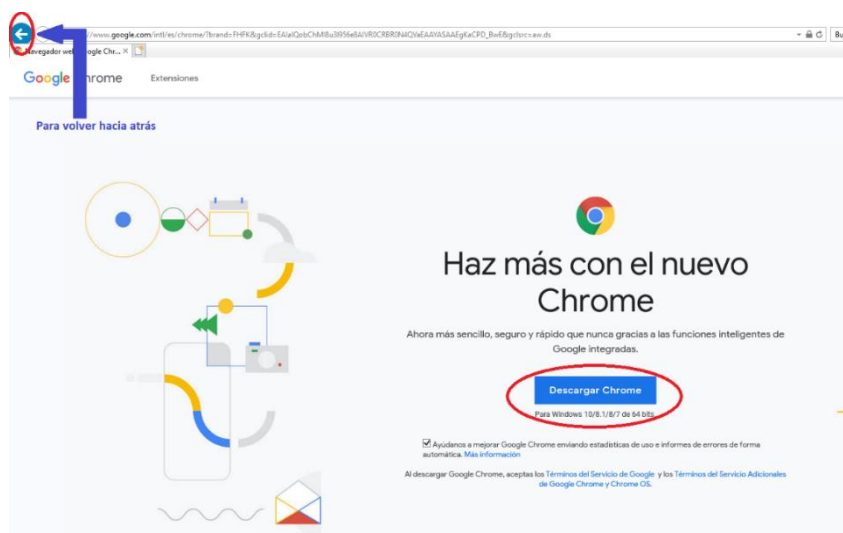 www.google.com/intl/es/chrome/?brand=FHFK&gclid=
Bu
Navegador web Google Chr...
Google Chrome Extensiones
Para volver hacia atrás
Haz más con el nuevo
Chrome
Ahora más sencillo, seguro y rápido que nunca gracias a las funciones inteligentes de
Google integradas.
Descargar Chrome
Para Windows 10/8.1/8/7 de 64 bits
Ayúdanos a mejorar Google Chrome enviando estadísticas de uso e informes de errores de forma
automática. Más información
Al descargar Google Chrome, aceptas los Términos del Servicio de Google y los Términos del Servicio Adicionales
de Google Chrome y Chrome OS.